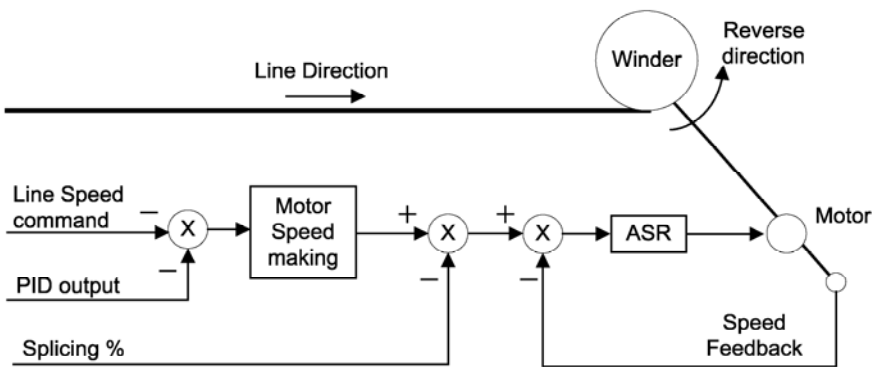 Winder
Reverse
direction
Line Direction
Line Speed
command
−
X
Motor
Speed
making
+
X
+
X
ASR
Motor
−
PID output
−
−
Splicing %
Speed
Feedback